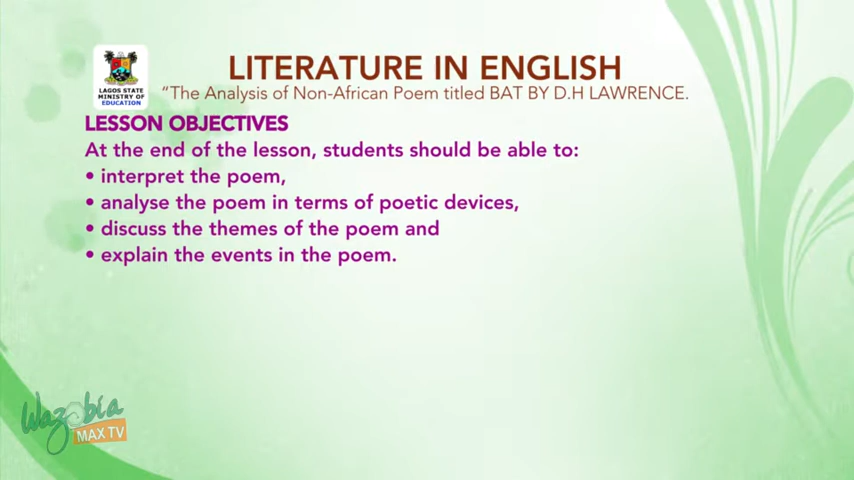 LITERATURE IN ENGLISH
“The Analysis of Non-African Poem titled BAT BY D.H LAWRENCE.
LAGOS STATE
MINISTRY OF
EDUCATION
LESSON OBJECTIVES
At the end of the lesson, students should be able to:
• interpret the poem,
• analyse the poem in terms of poetic devices,
• discuss the themes of the poem and
• explain the events in the poem.
Wazobia
MAX TV